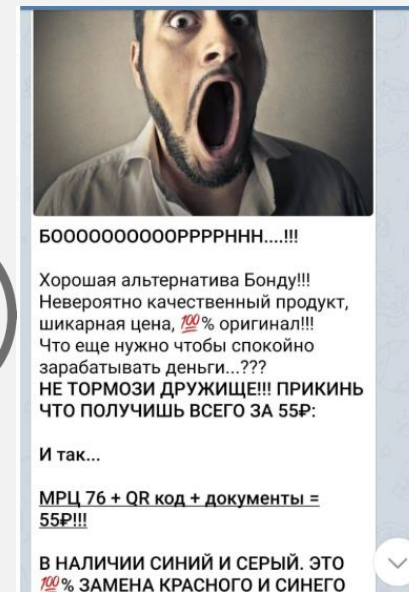 БООООООООООРРРРННН....!!!
Хорошая альтернатива Бонду!!!
Невероятно качественный продукт,
шикарная цена, 💯% оригинал!!!
Что еще нужно чтобы спокойно
зарабатывать деньги...???
НЕ ТОРМОЗИ ДРУЖИЩЕ!!! ПРИКИНЬ
ЧТО ПОЛУЧИШЬ ВСЕГО ЗА 55₽:
И так...
МРЦ 76 + QR код + документы =
55₽!!!
В НАЛИЧИИ СИНИЙ И СЕРЫЙ. ЭТО
💯% ЗАМЕНА КРАСНОГО И СИНЕГО